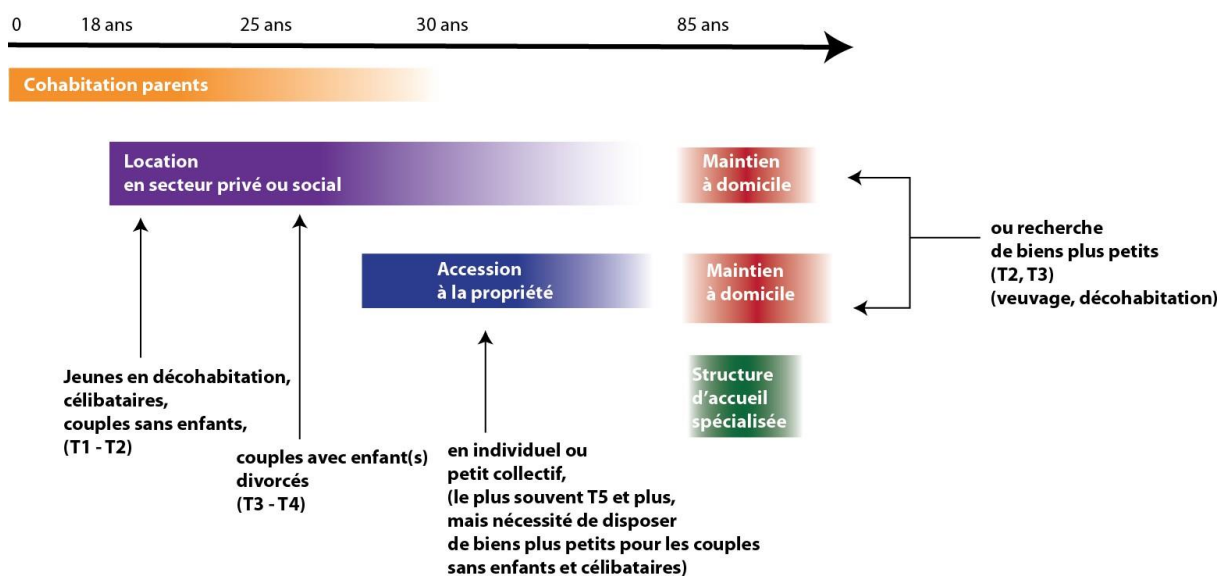 0
18 ans
25 ans
30 ans
85 ans
Cohabitation parents
Location
en secteur privé ou social
Maintien
à domicile
ou recherche
de biens plus petits
(T2, T3)
(veuvage, décohabitation)
Accession
à la propriété
Maintien
à domicile
Structure
d'accueil
spécialisée
Jeunes en décohabitation,
célibataires,
couples sans enfants,
(T1 - T2)
couples avec enfant(s)
divorcés
(T3 - T4)
en individuel ou
petit collectif,
(le plus souvent T5 et plus,
mais nécessité de disposer
de biens plus petits pour les couples
sans enfants et célibataires)